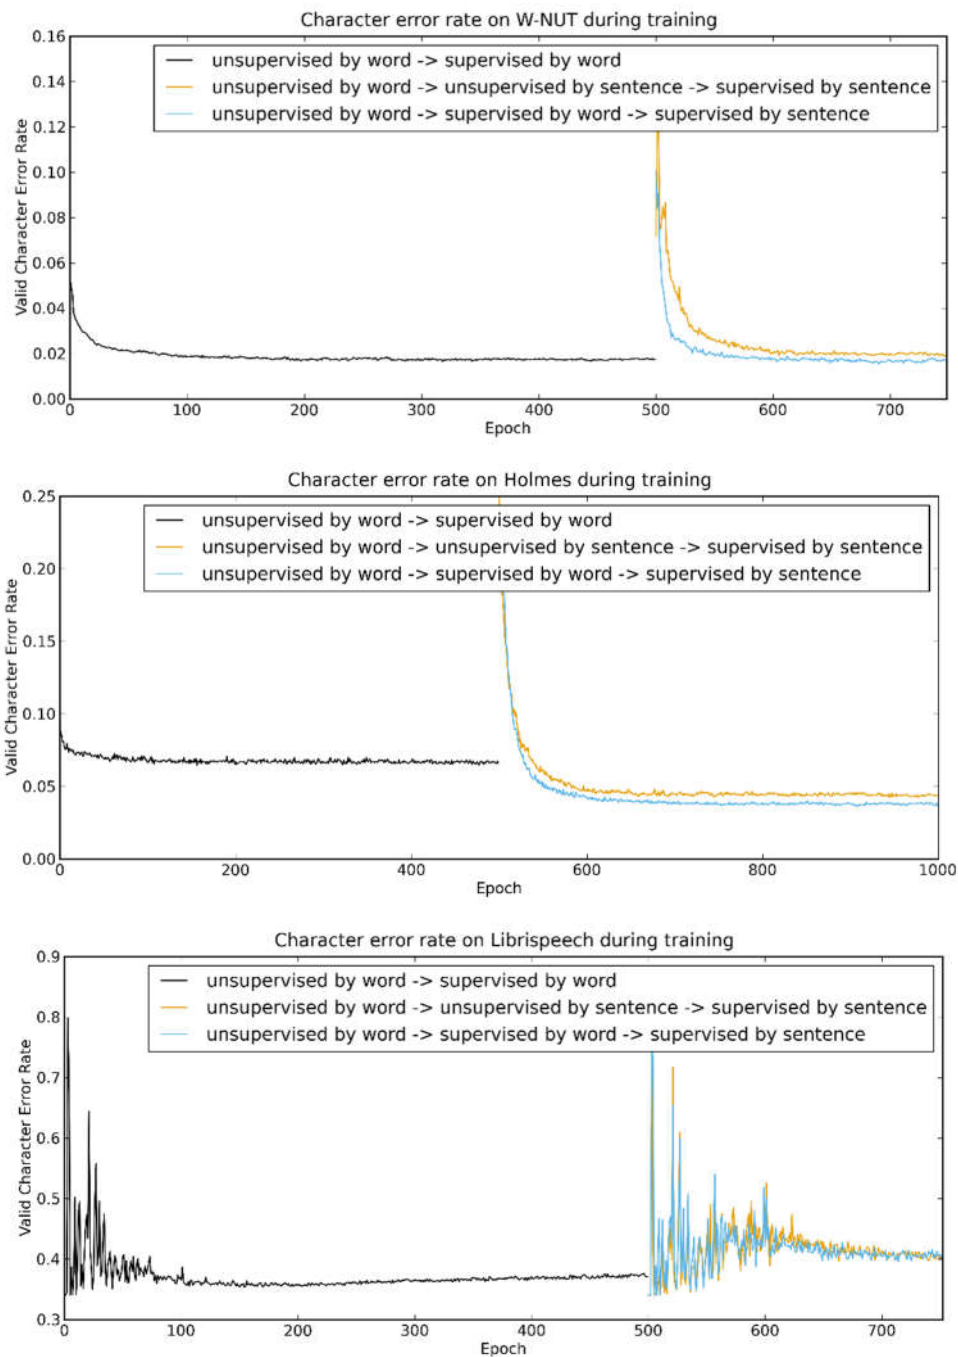 Character error rate on W-NUT during training
0.16
unsupervised by word -> supervised by word
0.14
unsupervised by word -> unsupervised by sentence -> supervised by sentence
unsupervised by word -> supervised by word -> supervised by sentence
0.12
0.10
Valid Character Error Rate
0.08
0.06
0.04
0.02
0.00
0 100 200 300 400 500 600 700
Epoch
Character error rate on Holmes during training
0.25
unsupervised by word -> supervised by word
unsupervised by word -> unsupervised by sentence -> supervised by sentence
unsupervised by word -> supervised by word -> supervised by sentence
0.20
Valid Character Error Rate
0.15
0.10
0.05
0.00
0 200 400 600 800 1000
Epoch
Character error rate on Librispeech during training
0.9
unsupervised by word -> supervised by word
unsupervised by word -> unsupervised by sentence -> supervised by sentence
0.8
unsupervised by word -> supervised by word -> supervised by sentence
0.7
Valid Character Error Rate
0.6
0.5
0.4
0.3
0 100 200 300 400 500 600 700
Epoch